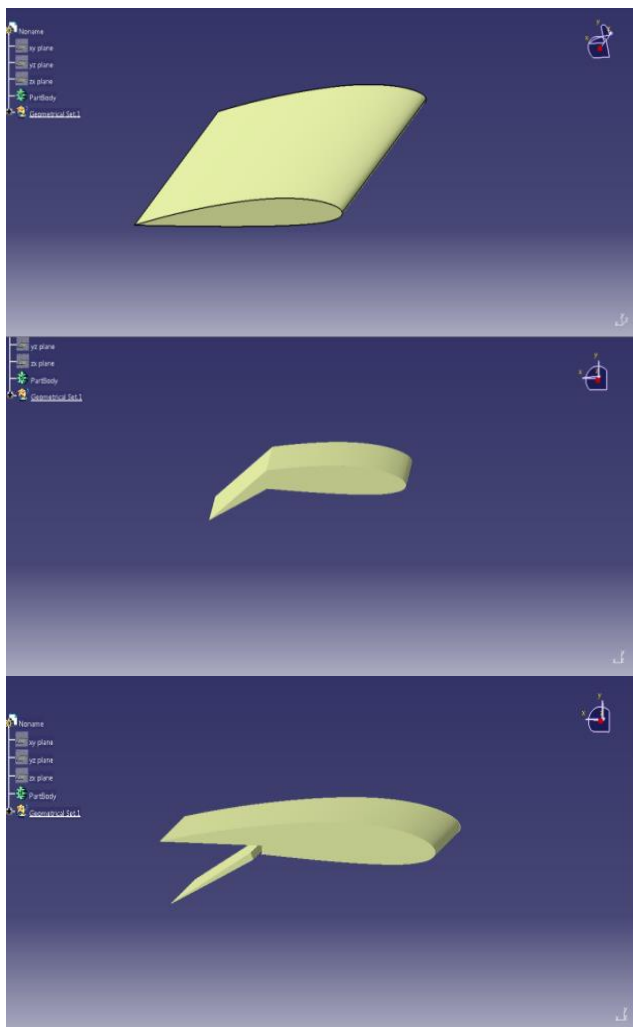 Noname
xy plane
yz plane
zx plane
PartBody
Geometrical Set.1
yz plane
zx plane
PartBody
Geometrical Set.1
Noname
xy plane
yz plane
zx plane
PartBody
Geometrical Set.1